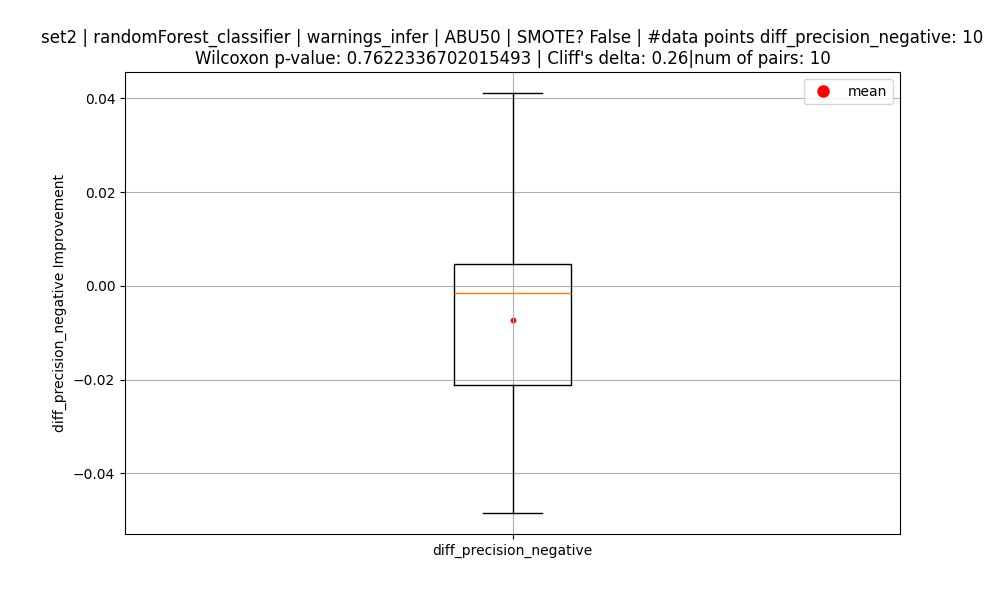 set2 | randomForest_classifier | warnings_infer | ABU50 | SMOTE? False | #data points diff_precision_negative: 10
Wilcoxon p-value: 0.7622336702015493 | Cliff's delta: 0.26|num of pairs: 10
mean
0.04
0.02
0.00
−0.02
−0.04
diff_precision_negative Improvement
diff_precision_negative